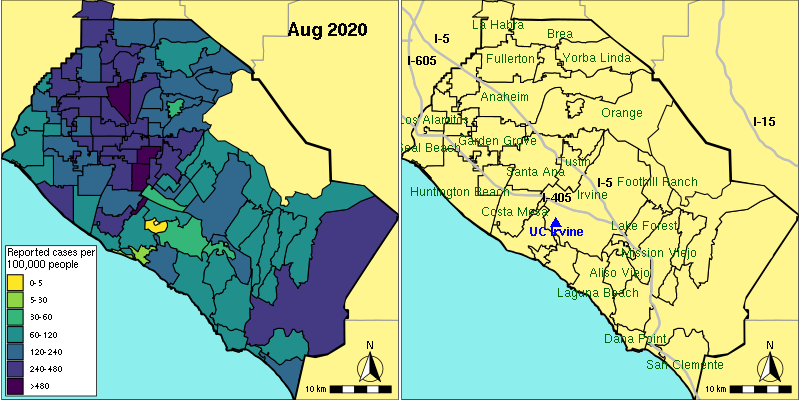 Aug 2020
Reported cases per
100,000 people
0-5
5-30
30-60
60-120
120-240
240-480
>480
N
10 km
La Habra
Brea
I-5
I-605
Fullerton
Yorba Linda
Anaheim
Orange
I-15
Los Alamitos
Garden Grove
Seal Beach
Tustin
Santa Ana
I-5
Foothill Ranch
Huntington Beach
I-405
Irvine
Costa Mesa
UC Irvine
Lake Forest
Mission Viejo
Aliso Viejo
Laguna Beach
Dana Point
San Clemente
N
10 km